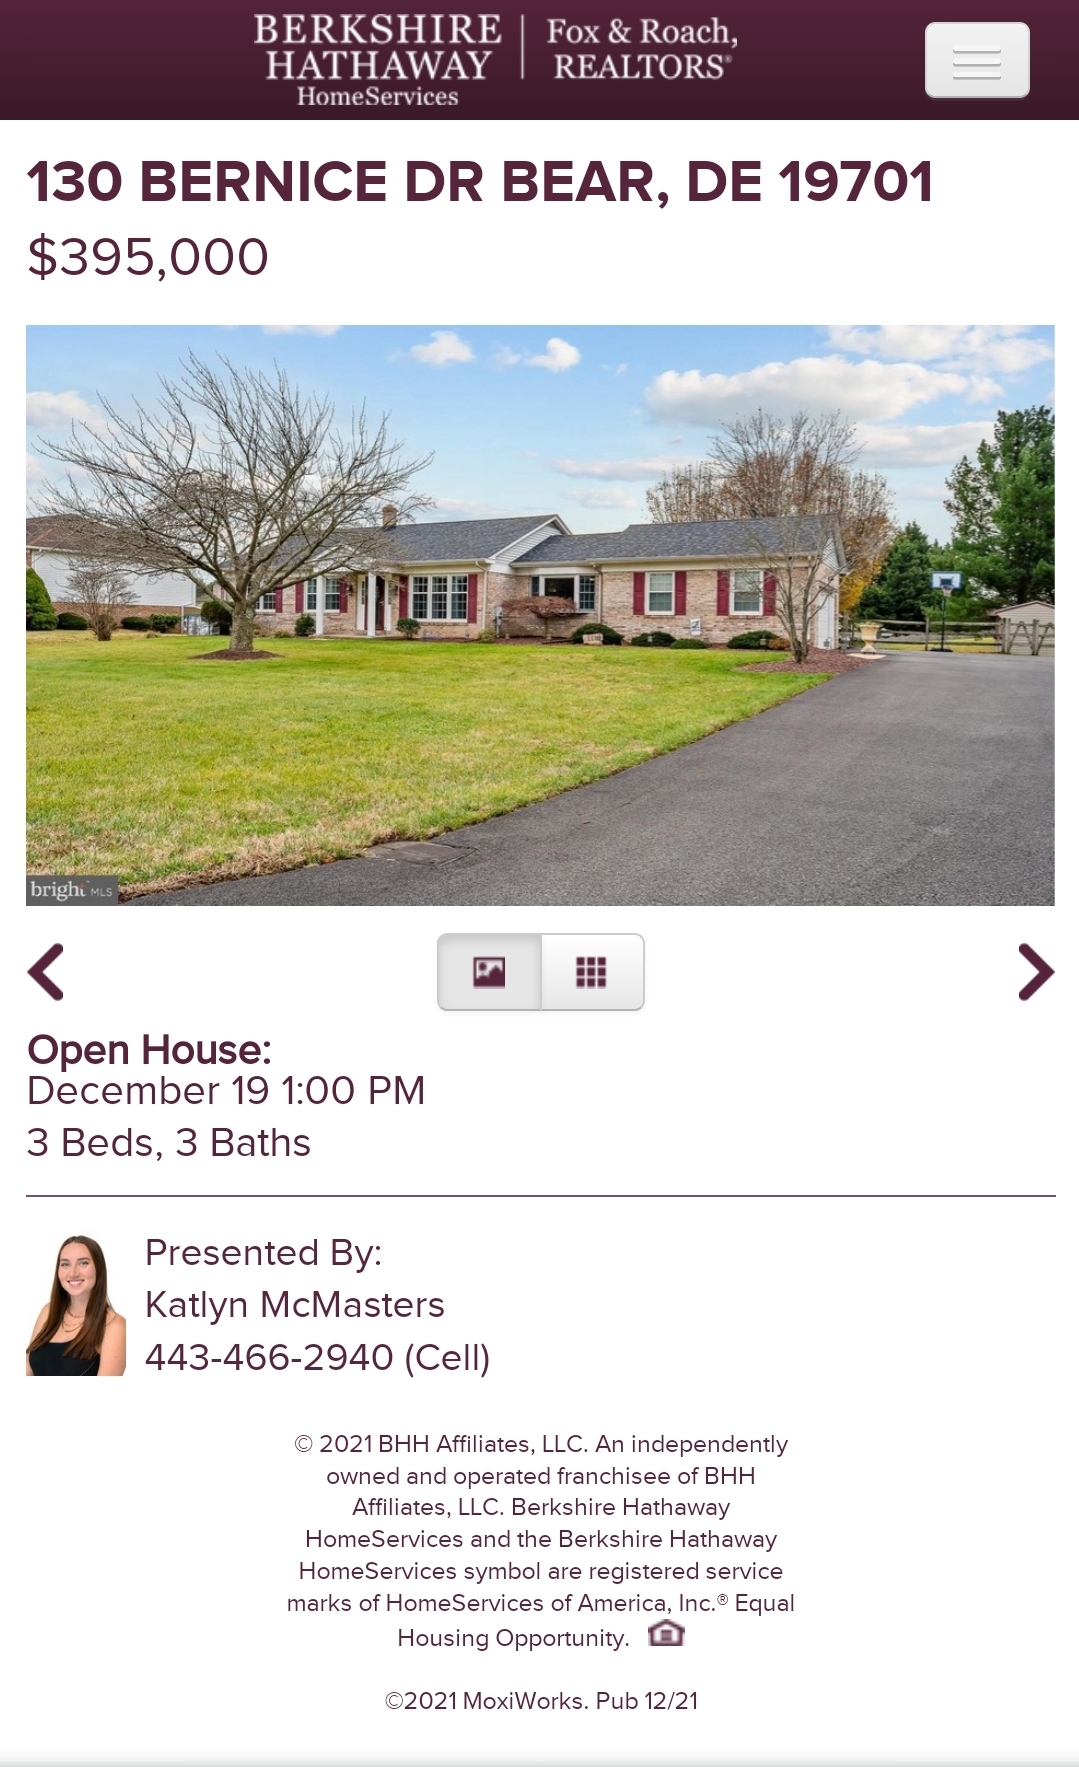 BERKSHIRE HATHAWAY HomeServices
Fox & Roach, REALTORS®
130 BERNICE DR BEAR, DE 19701
$395,000
bright MLS
Open House:
December 19 1:00 PM
3 Beds, 3 Baths
Presented By:
Katlyn McMasters
443-466-2940 (Cell)
© 2021 BHH Affiliates, LLC. An independently
owned and operated franchisee of BHH
Affiliates, LLC. Berkshire Hathaway
HomeServices and the Berkshire Hathaway
HomeServices symbol are registered service
marks of HomeServices of America, Inc.® Equal
Housing Opportunity.
©2021 MoxiWorks. Pub 12/21